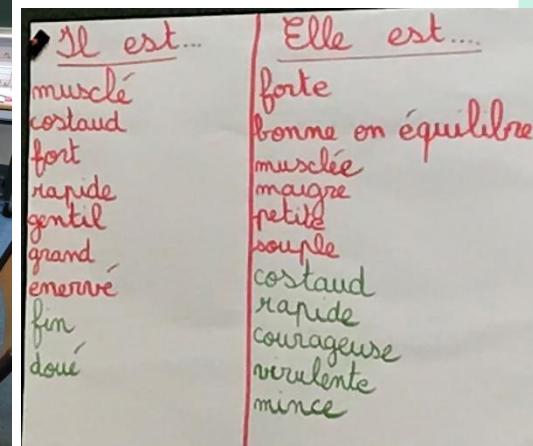 Il est...
musclé
costaud
fort
rapide
gentil
grand
enervé
fin
doué
Elle est....
forte
bonne en équilibre
musclée
maigre
petite
souple
costaud
rapide
courageuse
virulente
mince